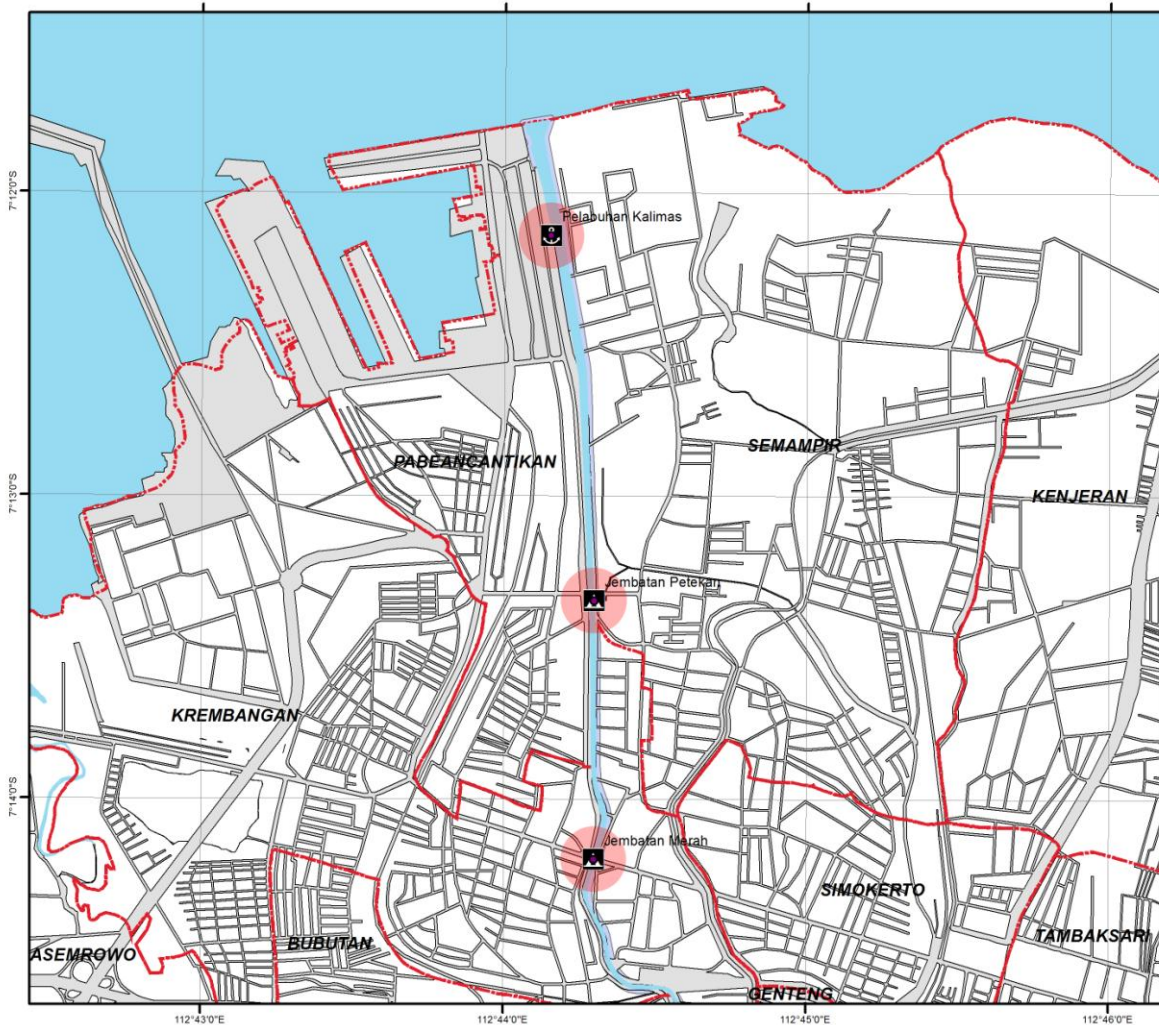 7°12'0"S
Pelabuhan Kalimas
SEMAMPIR
PABEANCANTIKAN
7°13'0"S
KENJERAN
Jembatan Petekan
KREMBANGAN
7°14'0"S
Jembatan Merah
SIMOKERTO
TAMBAKSARI
BUBUTAN
ASEMROWO
GENTENG
112°43'0"E
112°44'0"E
112°45'0"E
112°46'0"E